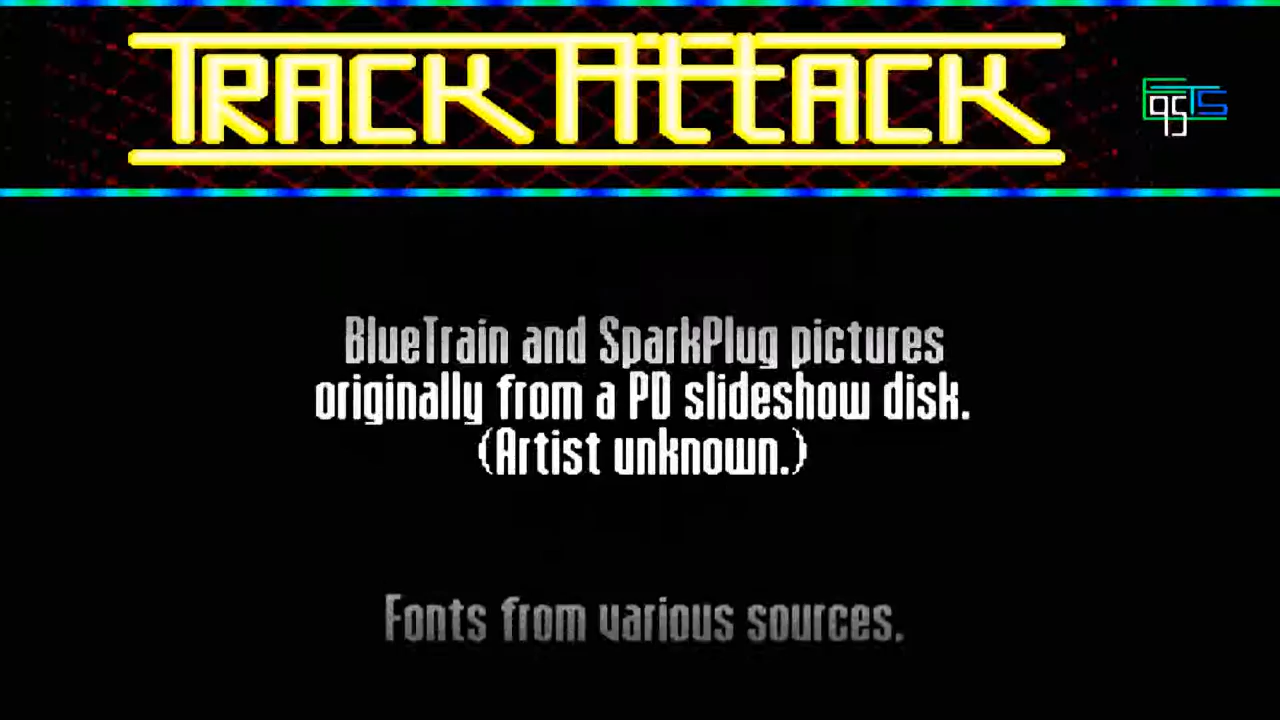 Track Attack
BlueTrain and SparkPlug pictures
originally from a PD slideshow disk.
(Artist unknown.)
Fonts from various sources.